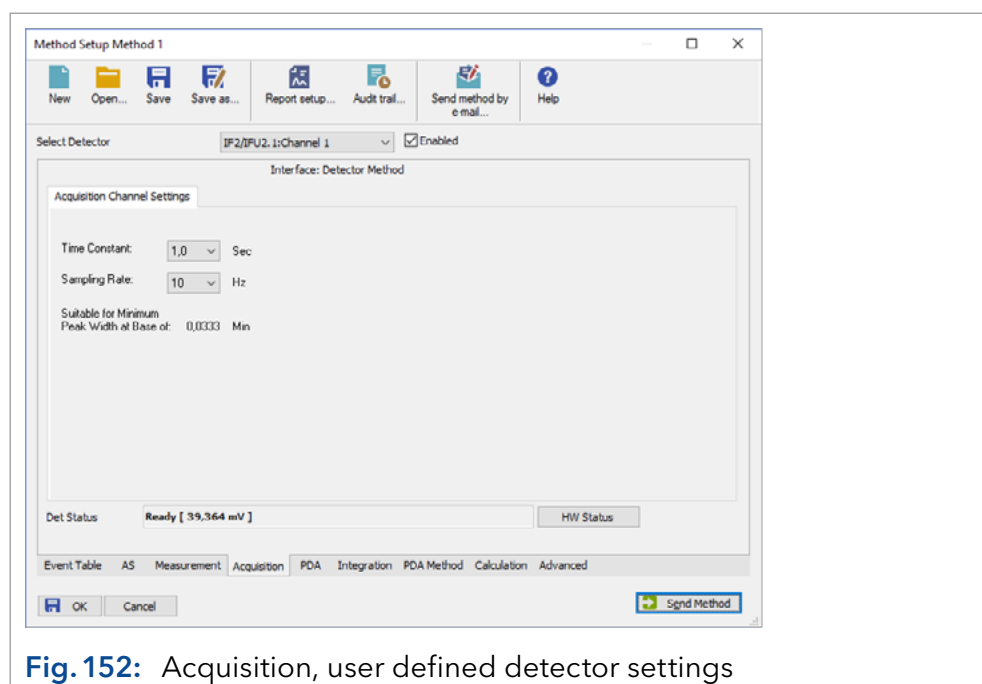 Method Setup Method 1
New Open... Save Save as... Report setup... Audit trail... Send method by e-mail... Help
Select Detector IF2/IFU2.1:Channel 1 Enabled
Interface: Detector Method
Acquisition Channel Settings
Time Constant: 1,0 Sec
Sampling Rate: 10 Hz
Suitable for Minimum
Peak Width at Base of: 0,0333 Min
Det Status Ready [ 39,364 mV ] HW Status
Event Table AS Measurement Acquisition PDA Integration PDA Method Calculation Advanced
OK Cancel Send Method
Fig. 152: Acquisition, user defined detector settings